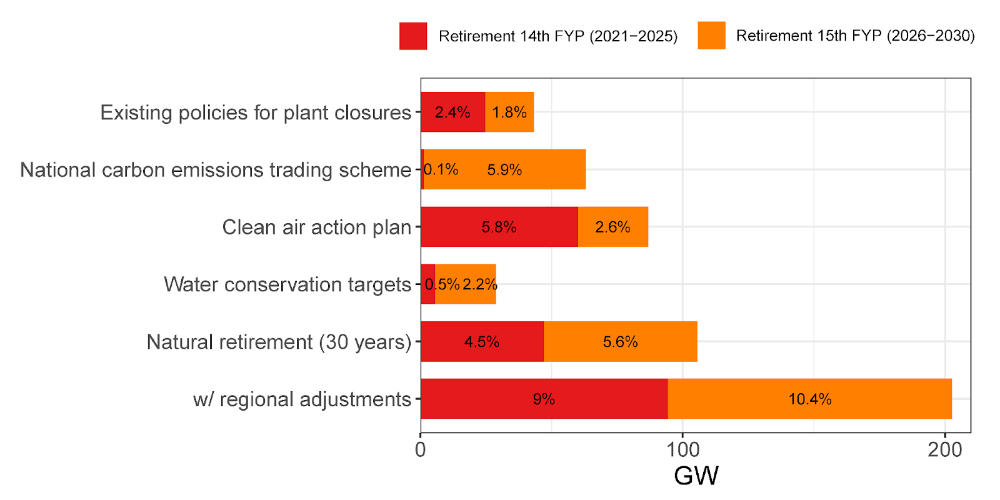 Retirement 14th FYP (2021−2025) Retirement 15th FYP (2026−2030)
Existing policies for plant closures 2.4% 1.8%
National carbon emissions trading scheme 0.1% 5.9%
Clean air action plan 5.8% 2.6%
Water conservation targets 0.5% 2.2%
Natural retirement (30 years) 4.5% 5.6%
w/ regional adjustments 9% 10.4%
0 100 200
GW